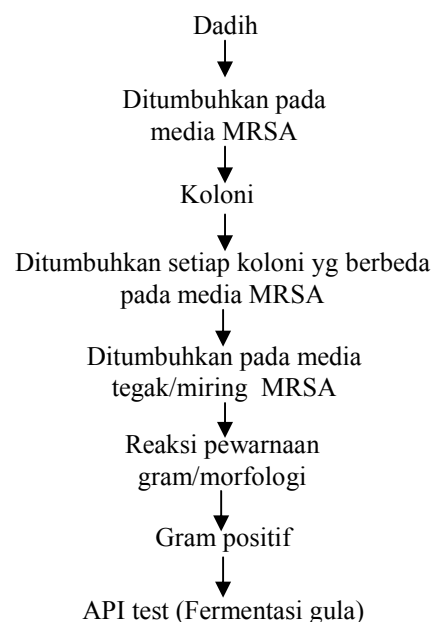 Dadih
Ditumbuhkan pada
media MRSA
Koloni
Ditumbuhkan setiap koloni yg berbeda
pada media MRSA
Ditumbuhkan pada media
tegak/miring MRSA
Reaksi pewarnaan
gram/morfologi
Gram positif
API test (Fermentasi gula)